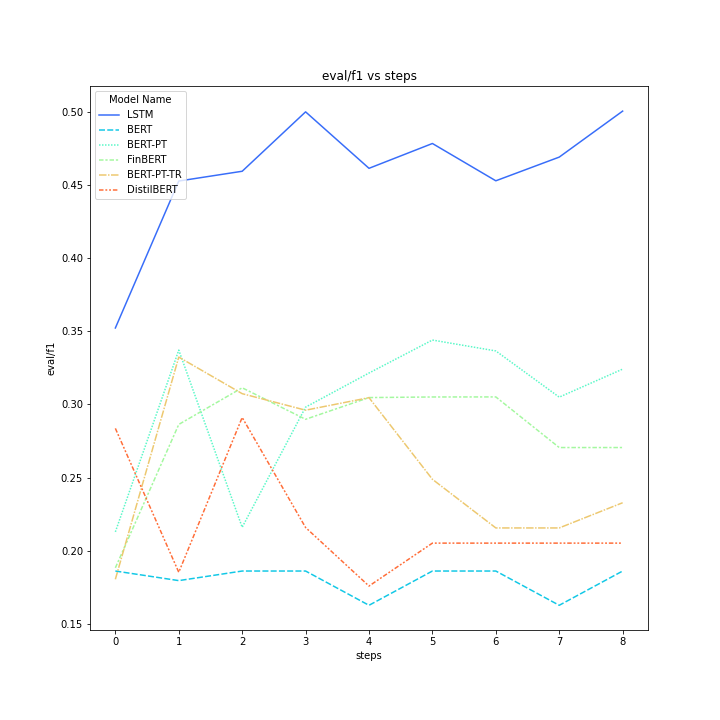 eval/f1 vs steps
Model Name
LSTM
BERT
BERT-PT
FinBERT
BERT-PT-TR
DistilBERT
0.50
0.45
0.40
0.35
0.30
0.25
0.20
0.15
eval/f1
0 1 2 3 4 5 6 7 8
steps